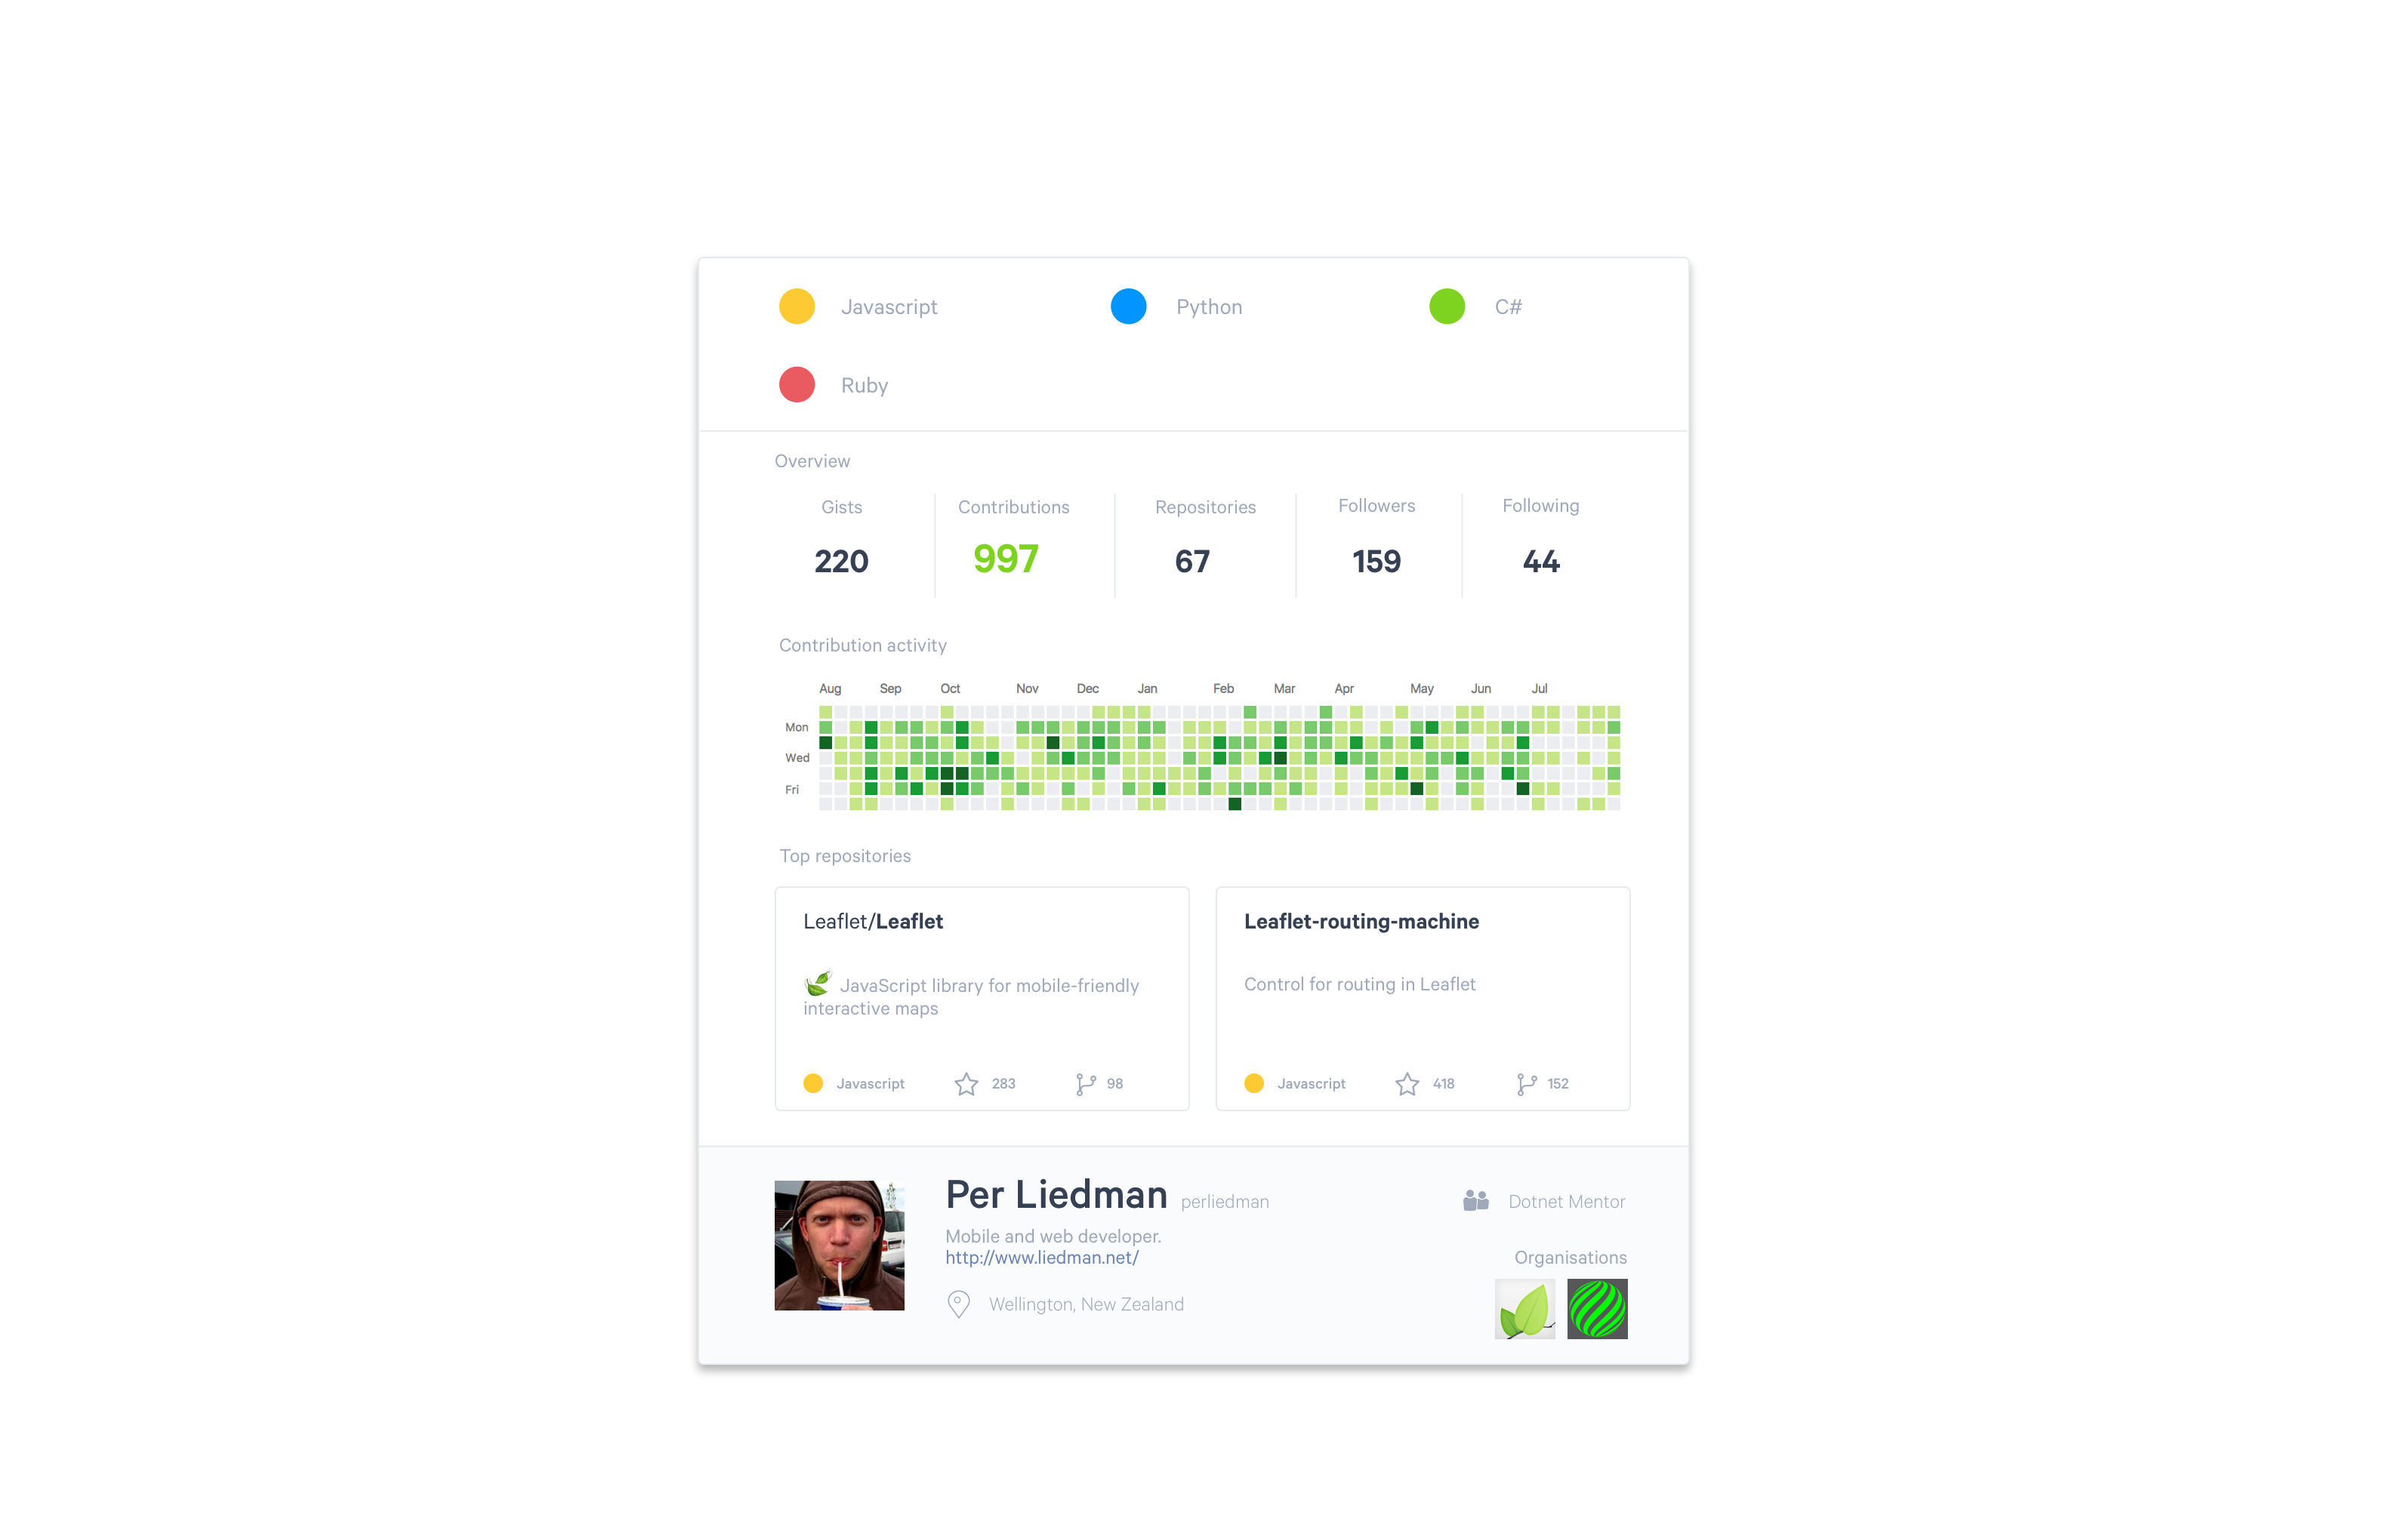 Javascript
Python
C#
Ruby
Overview
Gists
Contributions
Repositories
Followers
Following
220
997
67
159
44
Contribution activity
Aug Sep Oct Nov Dec Jan Feb Mar Apr May Jun Jul
Mon
Wed
Fri
Top repositories
Leaflet/Leaflet
JavaScript library for mobile-friendly
interactive maps
Javascript 283 98
Leaflet-routing-machine
Control for routing in Leaflet
Javascript 418 152
Per Liedman perliedman
Mobile and web developer.
http://www.liedman.net/
Wellington, New Zealand
Dotnet Mentor
Organisations